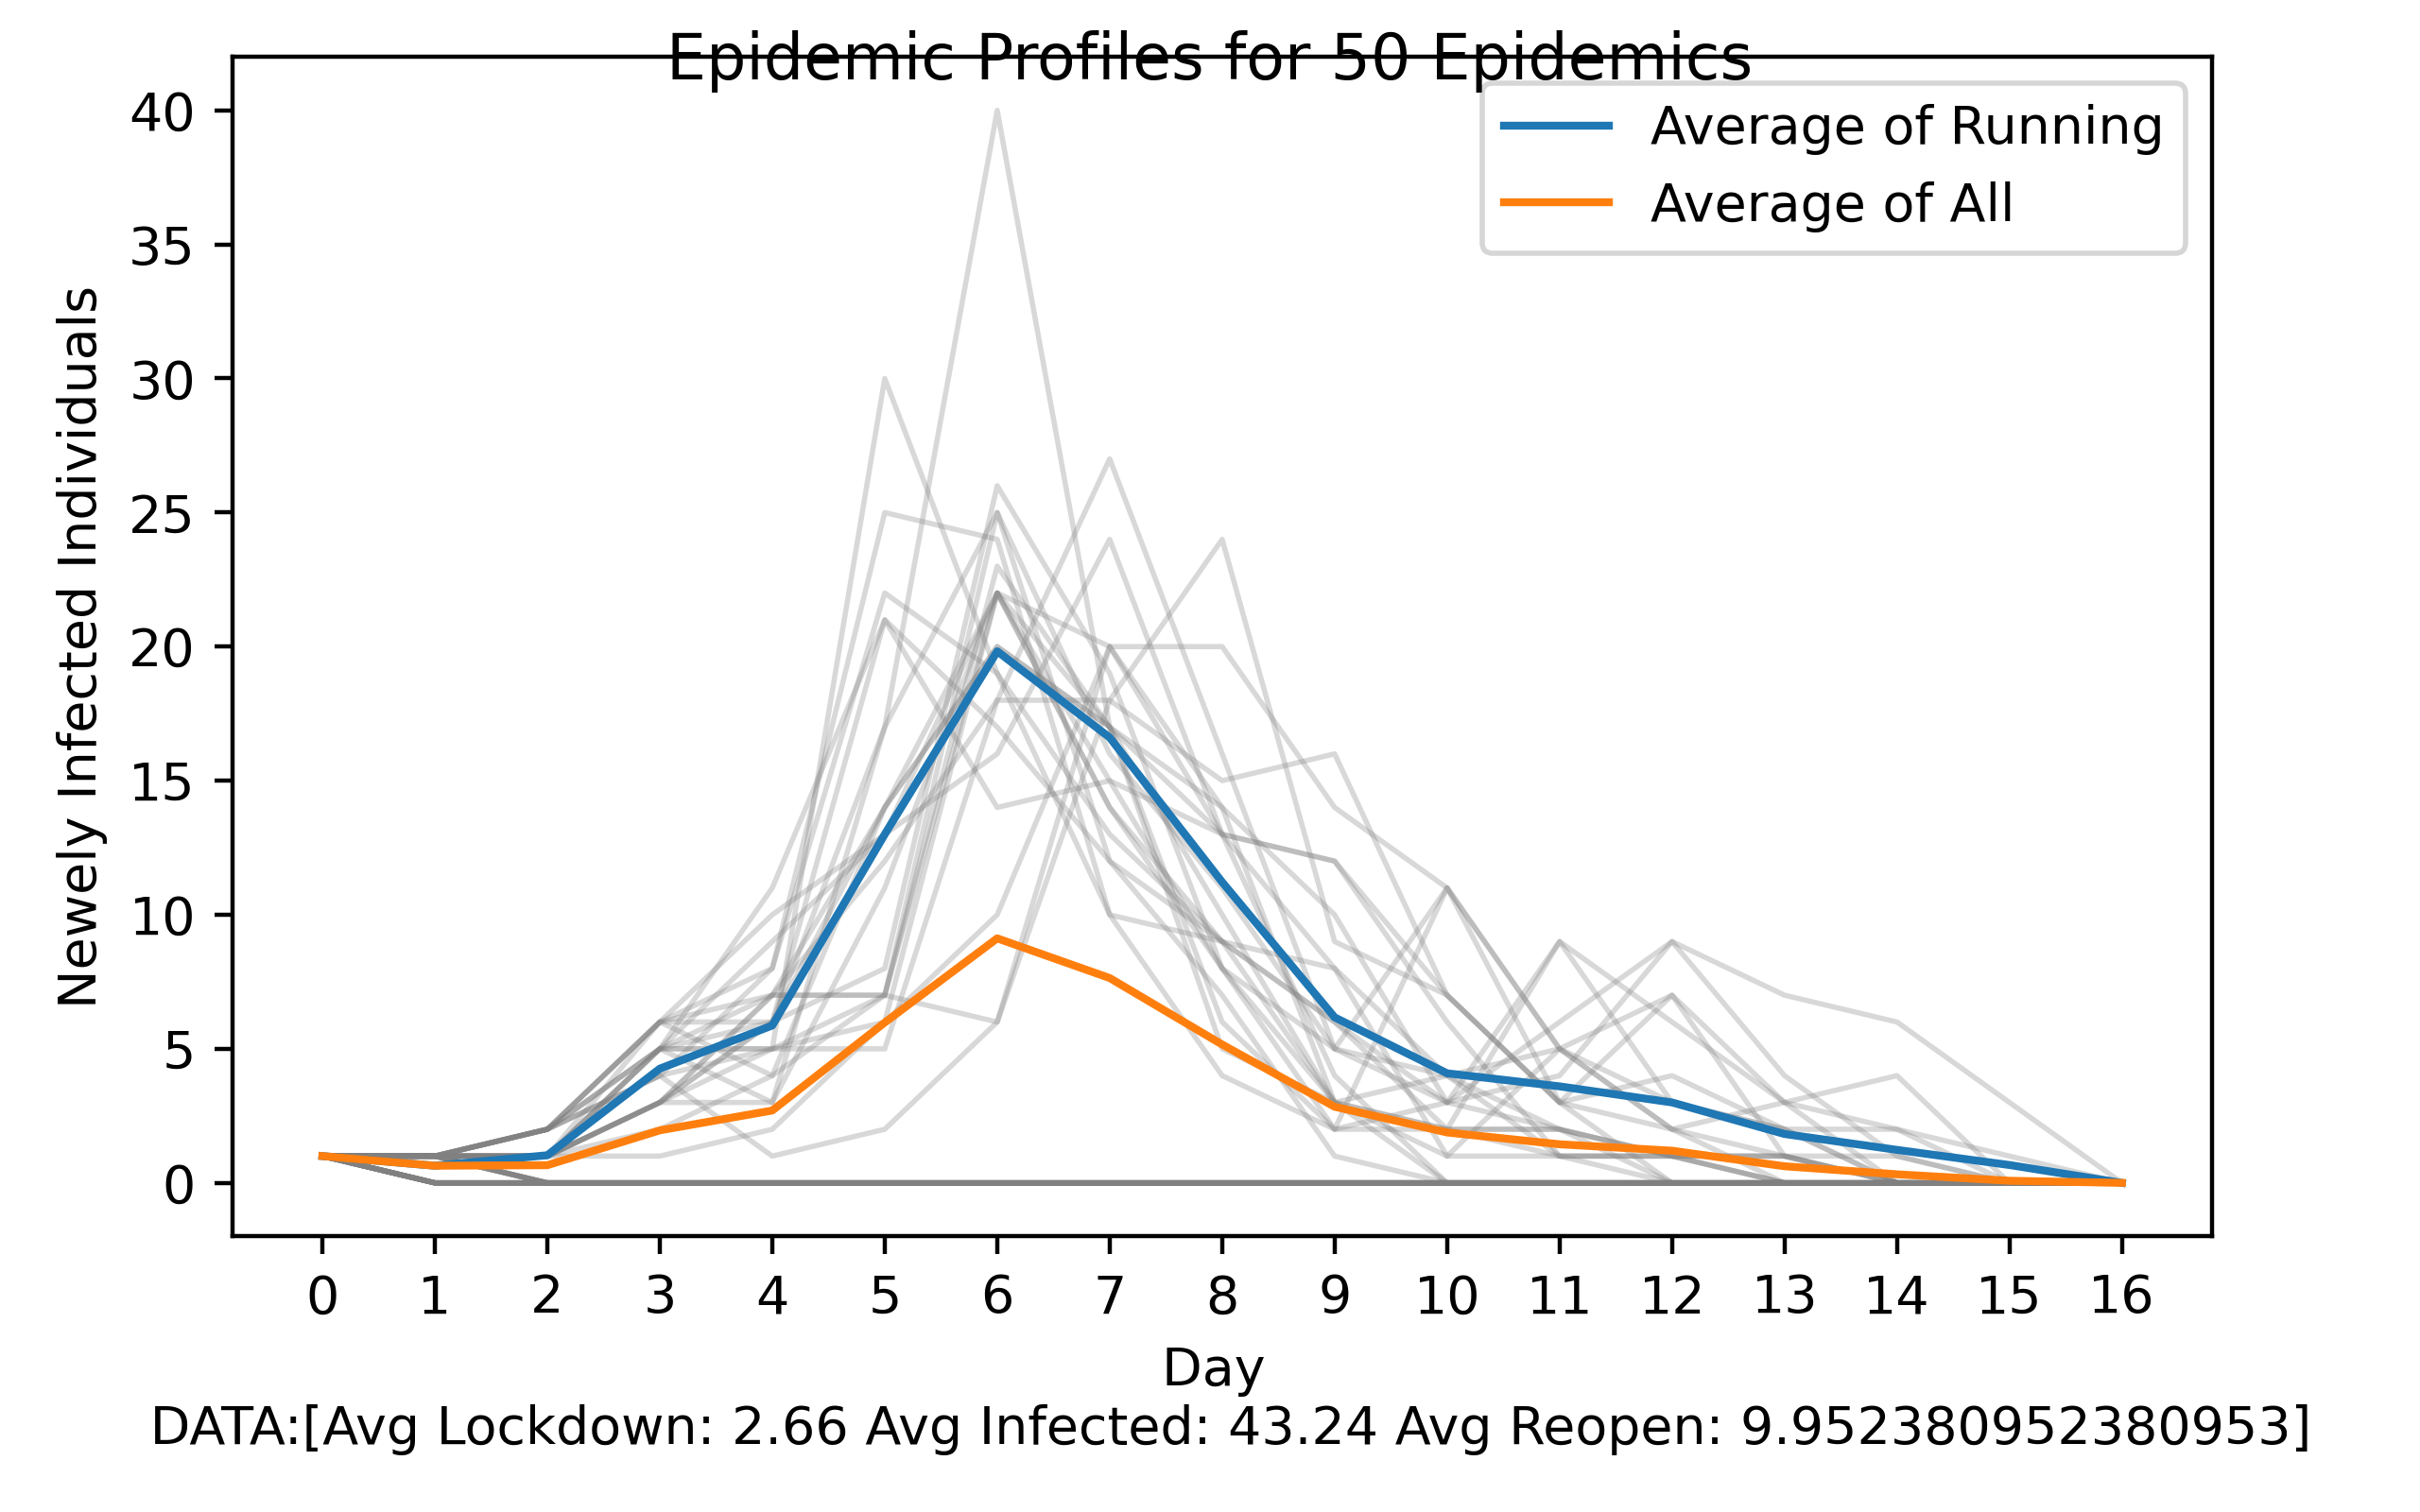 Epidemic Profiles for 50 Epidemics
Average of Running
Average of All
Newly Infected Individuals
40
35
30
25
20
15
10
5
0
0 1 2 3 4 5 6 7 8 9 10 11 12 13 14 15 16
Day
DATA:[Avg Lockdown: 2.66 Avg Infected: 43.24 Avg Reopen: 9.952380952380953]